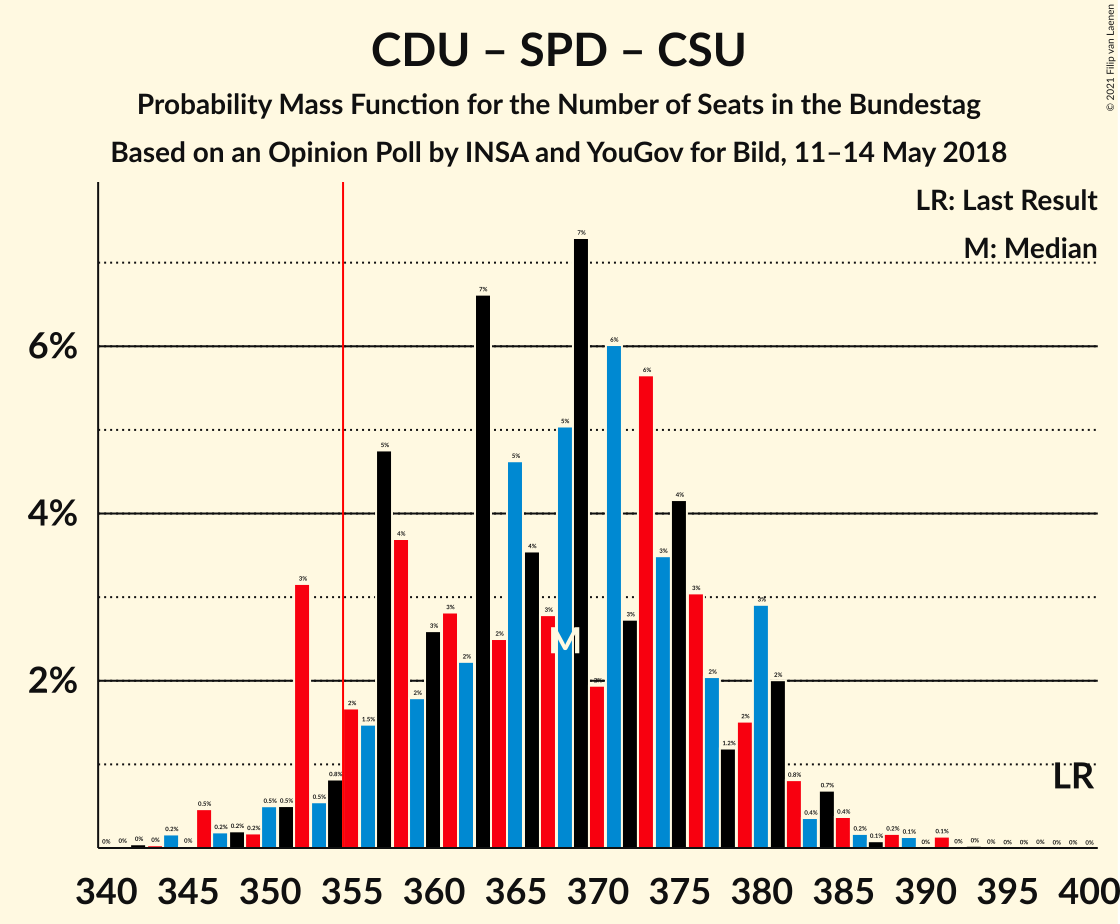 CDU – SPD – CSU
Probability Mass Function for the Number of Seats in the Bundestag
Based on an Opinion Poll by INSA and YouGov for Bild, 11–14 May 2018
© 2021 Filip van Laenen
LR: Last Result
M: Median
6%
4%
2%
0% 0% 0% 0% 0.2% 0% 0.5% 0.2% 0.2% 0.2% 0.5% 0.5% 3% 0.5% 0.8% 2% 1.5% 5% 4% 2% 3% 3% 2% 7% 2% 5% 4% 3% 5% 7% 2% 6% 3% 6% 3% 4% 3% 2% 1.2% 2% 3% 2% 0.8% 0.4% 0.7% 0.4% 0.2% 0.1% 0.2% 0.1% 0% 0.1% 0% 0% 0% 0% 0% 0% 0% 0% 0%
M
LR
340 345 350 355 360 365 370 375 380 385 390 395 400